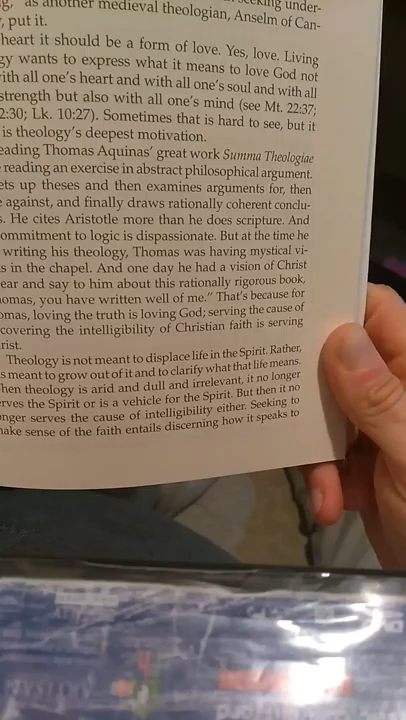 as another medieval theologian, Anselm of Can-
put it.
heart it should be a form of love. Yes, love. Living
gy wants to express what it means to love God not
ith all one's heart and with all one's soul and with all
strength but also with all one's mind (see Mt. 22:37;
2:30; Lk. 10:27). Sometimes that is hard to see, but it
is theology's deepest motivation.
eading Thomas Aquinas' great work Summa Theologiae
reading an exercise in abstract philosophical argument.
ets up theses and then examines arguments for, then
against, and finally draws rationally coherent conclu-
s. He cites Aristotle more than he does scripture. And
ommitment to logic is dispassionate. But at the time he
writing his theology, Thomas was having mystical vi-
s in the chapel. And one day he had a vision of Christ
ear and say to him about this rationally rigorous book,
omas, you have written well of me." That's because for
omas, loving the truth is loving God; serving the cause of
covering the intelligibility of Christian faith is serving
rist.
Theology is not meant to displace life in the Spirit. Rather,
s meant to grow out of it and to clarify what that life means.
hen theology is arid and dull and irrelevant, it no longer
rves the Spirit or is a vehicle for the Spirit. But then it no
nger serves the cause of intelligibility either. Seeking to
ake sense of the faith entails discerning how it speaks to